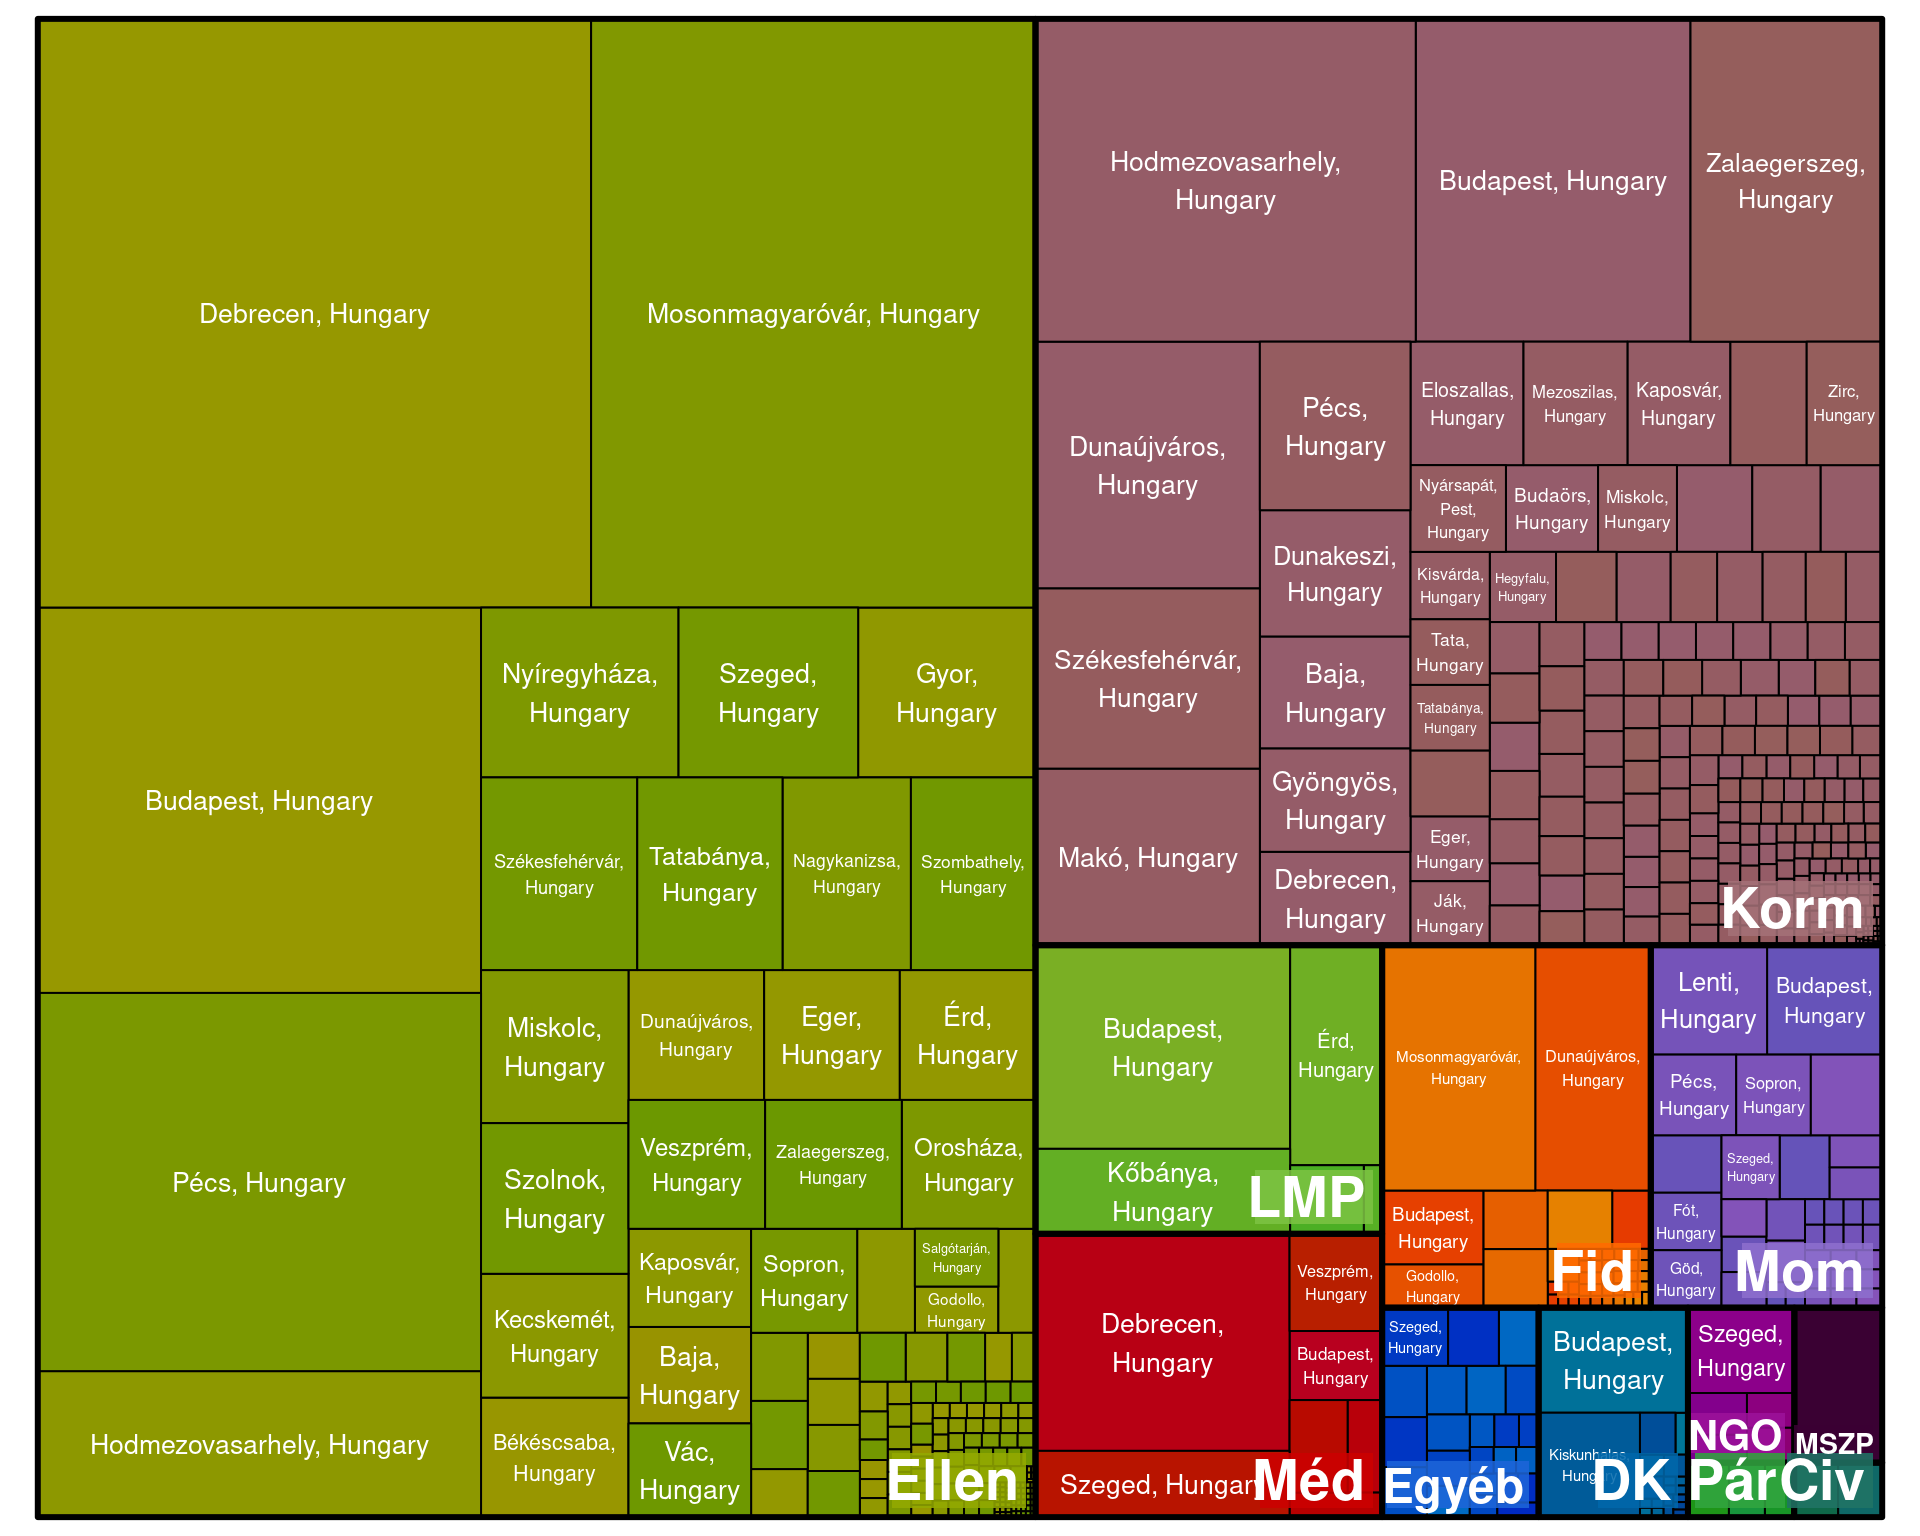 Debrecen, Hungary
Mosonmagyaróvár, Hungary
Budapest, Hungary
Pécs, Hungary
Hodmezovasarhely, Hungary
Nyíregyháza,
Hungary
Szeged,
Hungary
Gyor,
Hungary
Székesfehérvár,
Hungary
Tatabánya,
Hungary
Nagykanizsa,
Hungary
Szombathely,
Hungary
Miskolc,
Hungary
Dunaújváros,
Hungary
Eger,
Hungary
Érd,
Hungary
Szolnok,
Hungary
Veszprém,
Hungary
Zalaegerszeg,
Hungary
Orosháza,
Hungary
Kecskemét,
Hungary
Békéscsaba,
Hungary
Kaposvár,
Hungary
Baja,
Hungary
Vác,
Hungary
Sopron,
Hungary
Salgótarján,
Hungary
Godollo,
Hungary
Ellen
Hodmezovasarhely,
Hungary
Budapest, Hungary
Zalaegerszeg,
Hungary
Dunaújváros,
Hungary
Székesfehérvár,
Hungary
Makó, Hungary
Pécs,
Hungary
Dunakeszi,
Hungary
Baja,
Hungary
Gyöngyös,
Hungary
Debrecen,
Hungary
Eloszallas,
Hungary
Mezoszilas,
Hungary
Kaposvár,
Hungary
Zirc,
Hungary
Nyársapát,
Pest,
Hungary
Budaörs,
Hungary
Miskolc,
Hungary
Kisvárda,
Hungary
Hegyfalu,
Hungary
Tata,
Hungary
Tatabánya,
Hungary
Eger,
Hungary
Ják,
Hungary
Korm
Budapest,
Hungary
Érd,
Hungary
Kőbánya,
Hungary
LMP
Debrecen,
Hungary
Veszprém,
Hungary
Budapest,
Hungary
Szeged, Hungary
Méd
Mosonmagyaróvár,
Hungary
Dunaújváros,
Hungary
Budapest,
Hungary
Godollo,
Hungary
Fid
Lenti,
Hungary
Budapest,
Hungary
Pécs,
Hungary
Sopron,
Hungary
Szeged,
Hungary
Fót,
Hungary
Göd,
Hungary
Mom
Szeged,
Hungary
Egyéb
Budapest,
Hungary
Kiskunhalas,
Hungary
DK
Szeged,
Hungary
NGO
MSZP
Pár
Civ